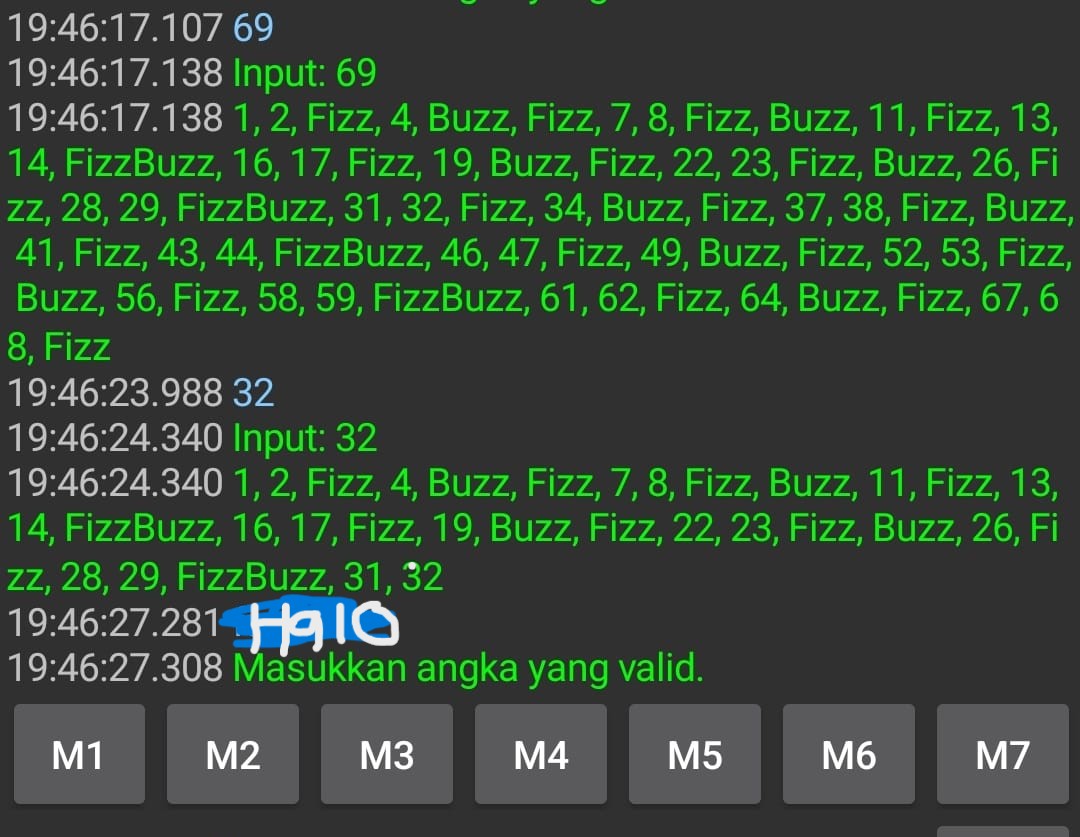 19:46:17.107 69
19:46:17.138 Input: 69
19:46:17.138 1, 2, Fizz, 4, Buzz, Fizz, 7, 8, Fizz, Buzz, 11, Fizz, 13,
14, FizzBuzz, 16, 17, Fizz, 19, Buzz, Fizz, 22, 23, Fizz, Buzz, 26, Fi
zz, 28, 29, FizzBuzz, 31, 32, Fizz, 34, Buzz, Fizz, 37, 38, Fizz, Buzz,
41, Fizz, 43, 44, FizzBuzz, 46, 47, Fizz, 49, Buzz, Fizz, 52, 53, Fizz,
Buzz, 56, Fizz, 58, 59, FizzBuzz, 61, 62, Fizz, 64, Buzz, Fizz, 67, 6
8, Fizz
19:46:23.988 32
19:46:24.340 Input: 32
19:46:24.340 1, 2, Fizz, 4, Buzz, Fizz, 7, 8, Fizz, Buzz, 11, Fizz, 13,
14, FizzBuzz, 16, 17, Fizz, 19, Buzz, Fizz, 22, 23, Fizz, Buzz, 26, Fi
zz, 28, 29, FizzBuzz, 31, 32
19:46:27.281 Halo
19:46:27.308 Masukkan angka yang valid.
M1 M2 M3 M4 M5 M6 M7